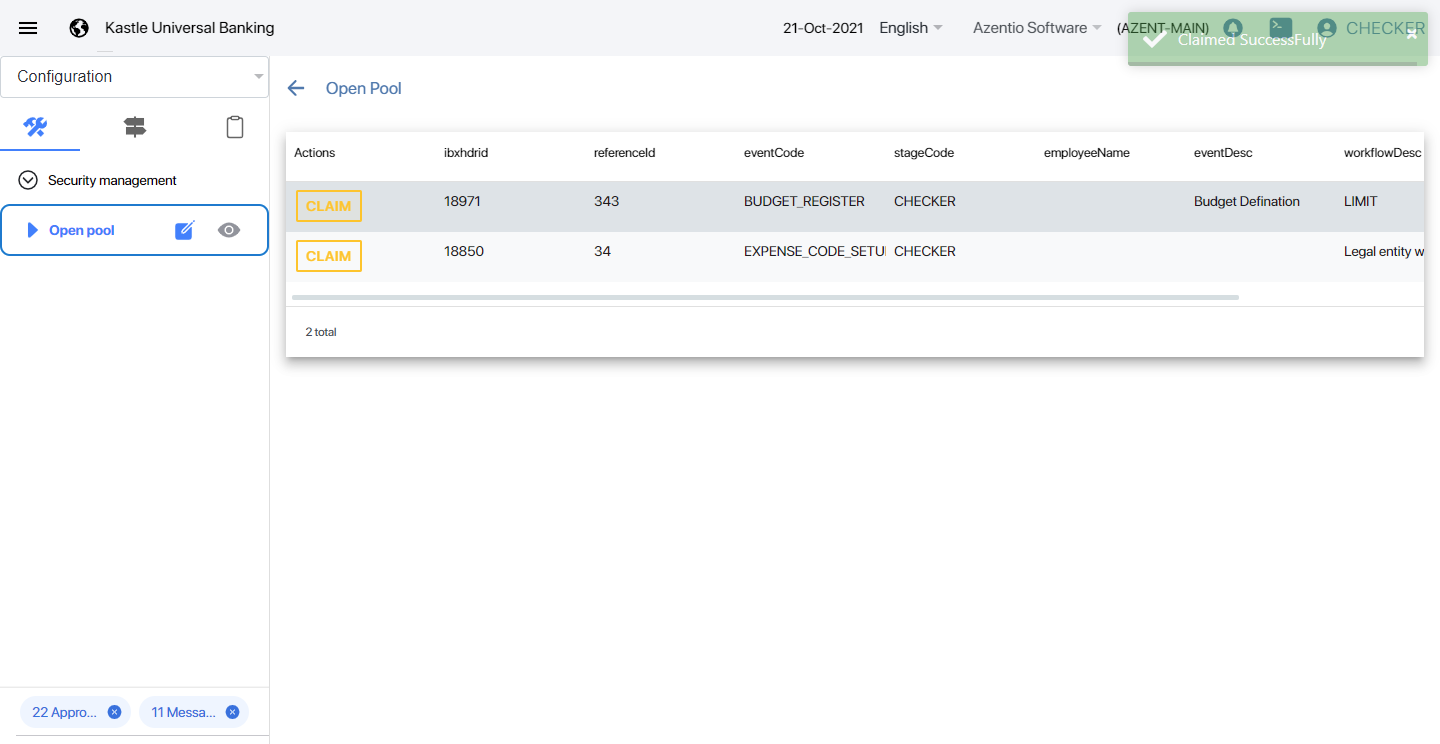 Kastle Universal Banking
21-Oct-2021
English
Azentio Software
(AZENT-MAIN)
CHECKER
Claimed SuccessFully
Configuration
Open Pool
Security management
Open pool
Actions ibxhdrid referenceId eventCode stageCode employeeName eventDesc workflowDesc
CLAIM 18971 343 BUDGET_REGISTER CHECKER Budget Defination LIMIT
CLAIM 18850 34 EXPENSE_CODE_SETU CHECKER Legal entity w
2 total
22 Appro...
11 Messa...